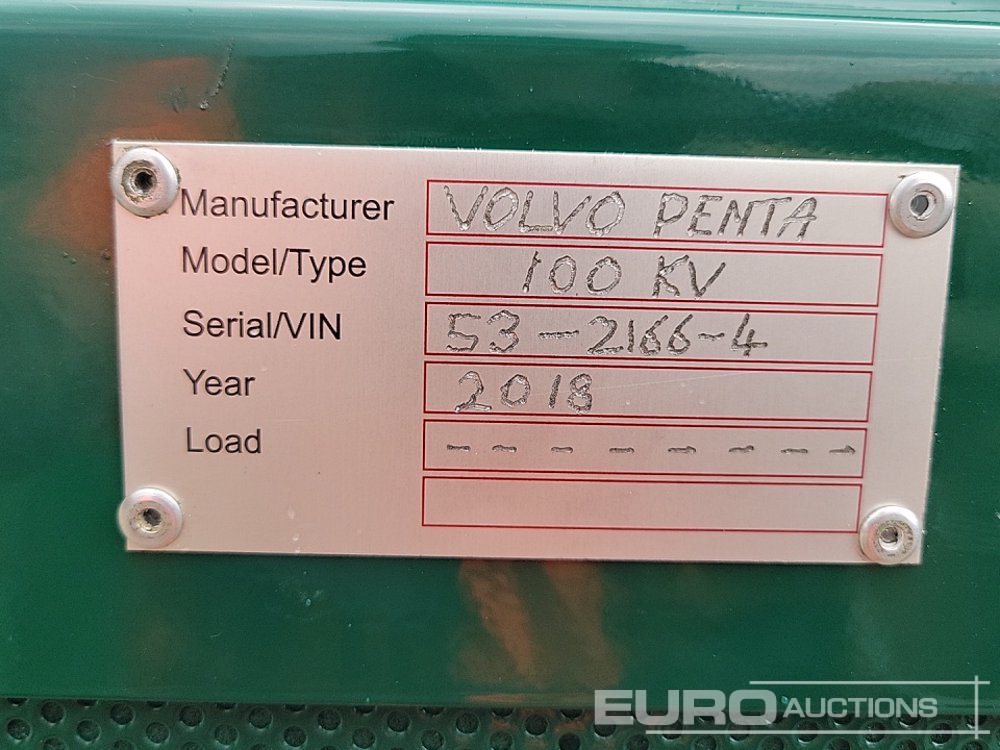 Manufacturer VOLVO PENTA
Model/Type 100 KV
Serial/VIN 53-2166-4
Year 2018
Load - - - - - - - -
EURO AUCTIONS